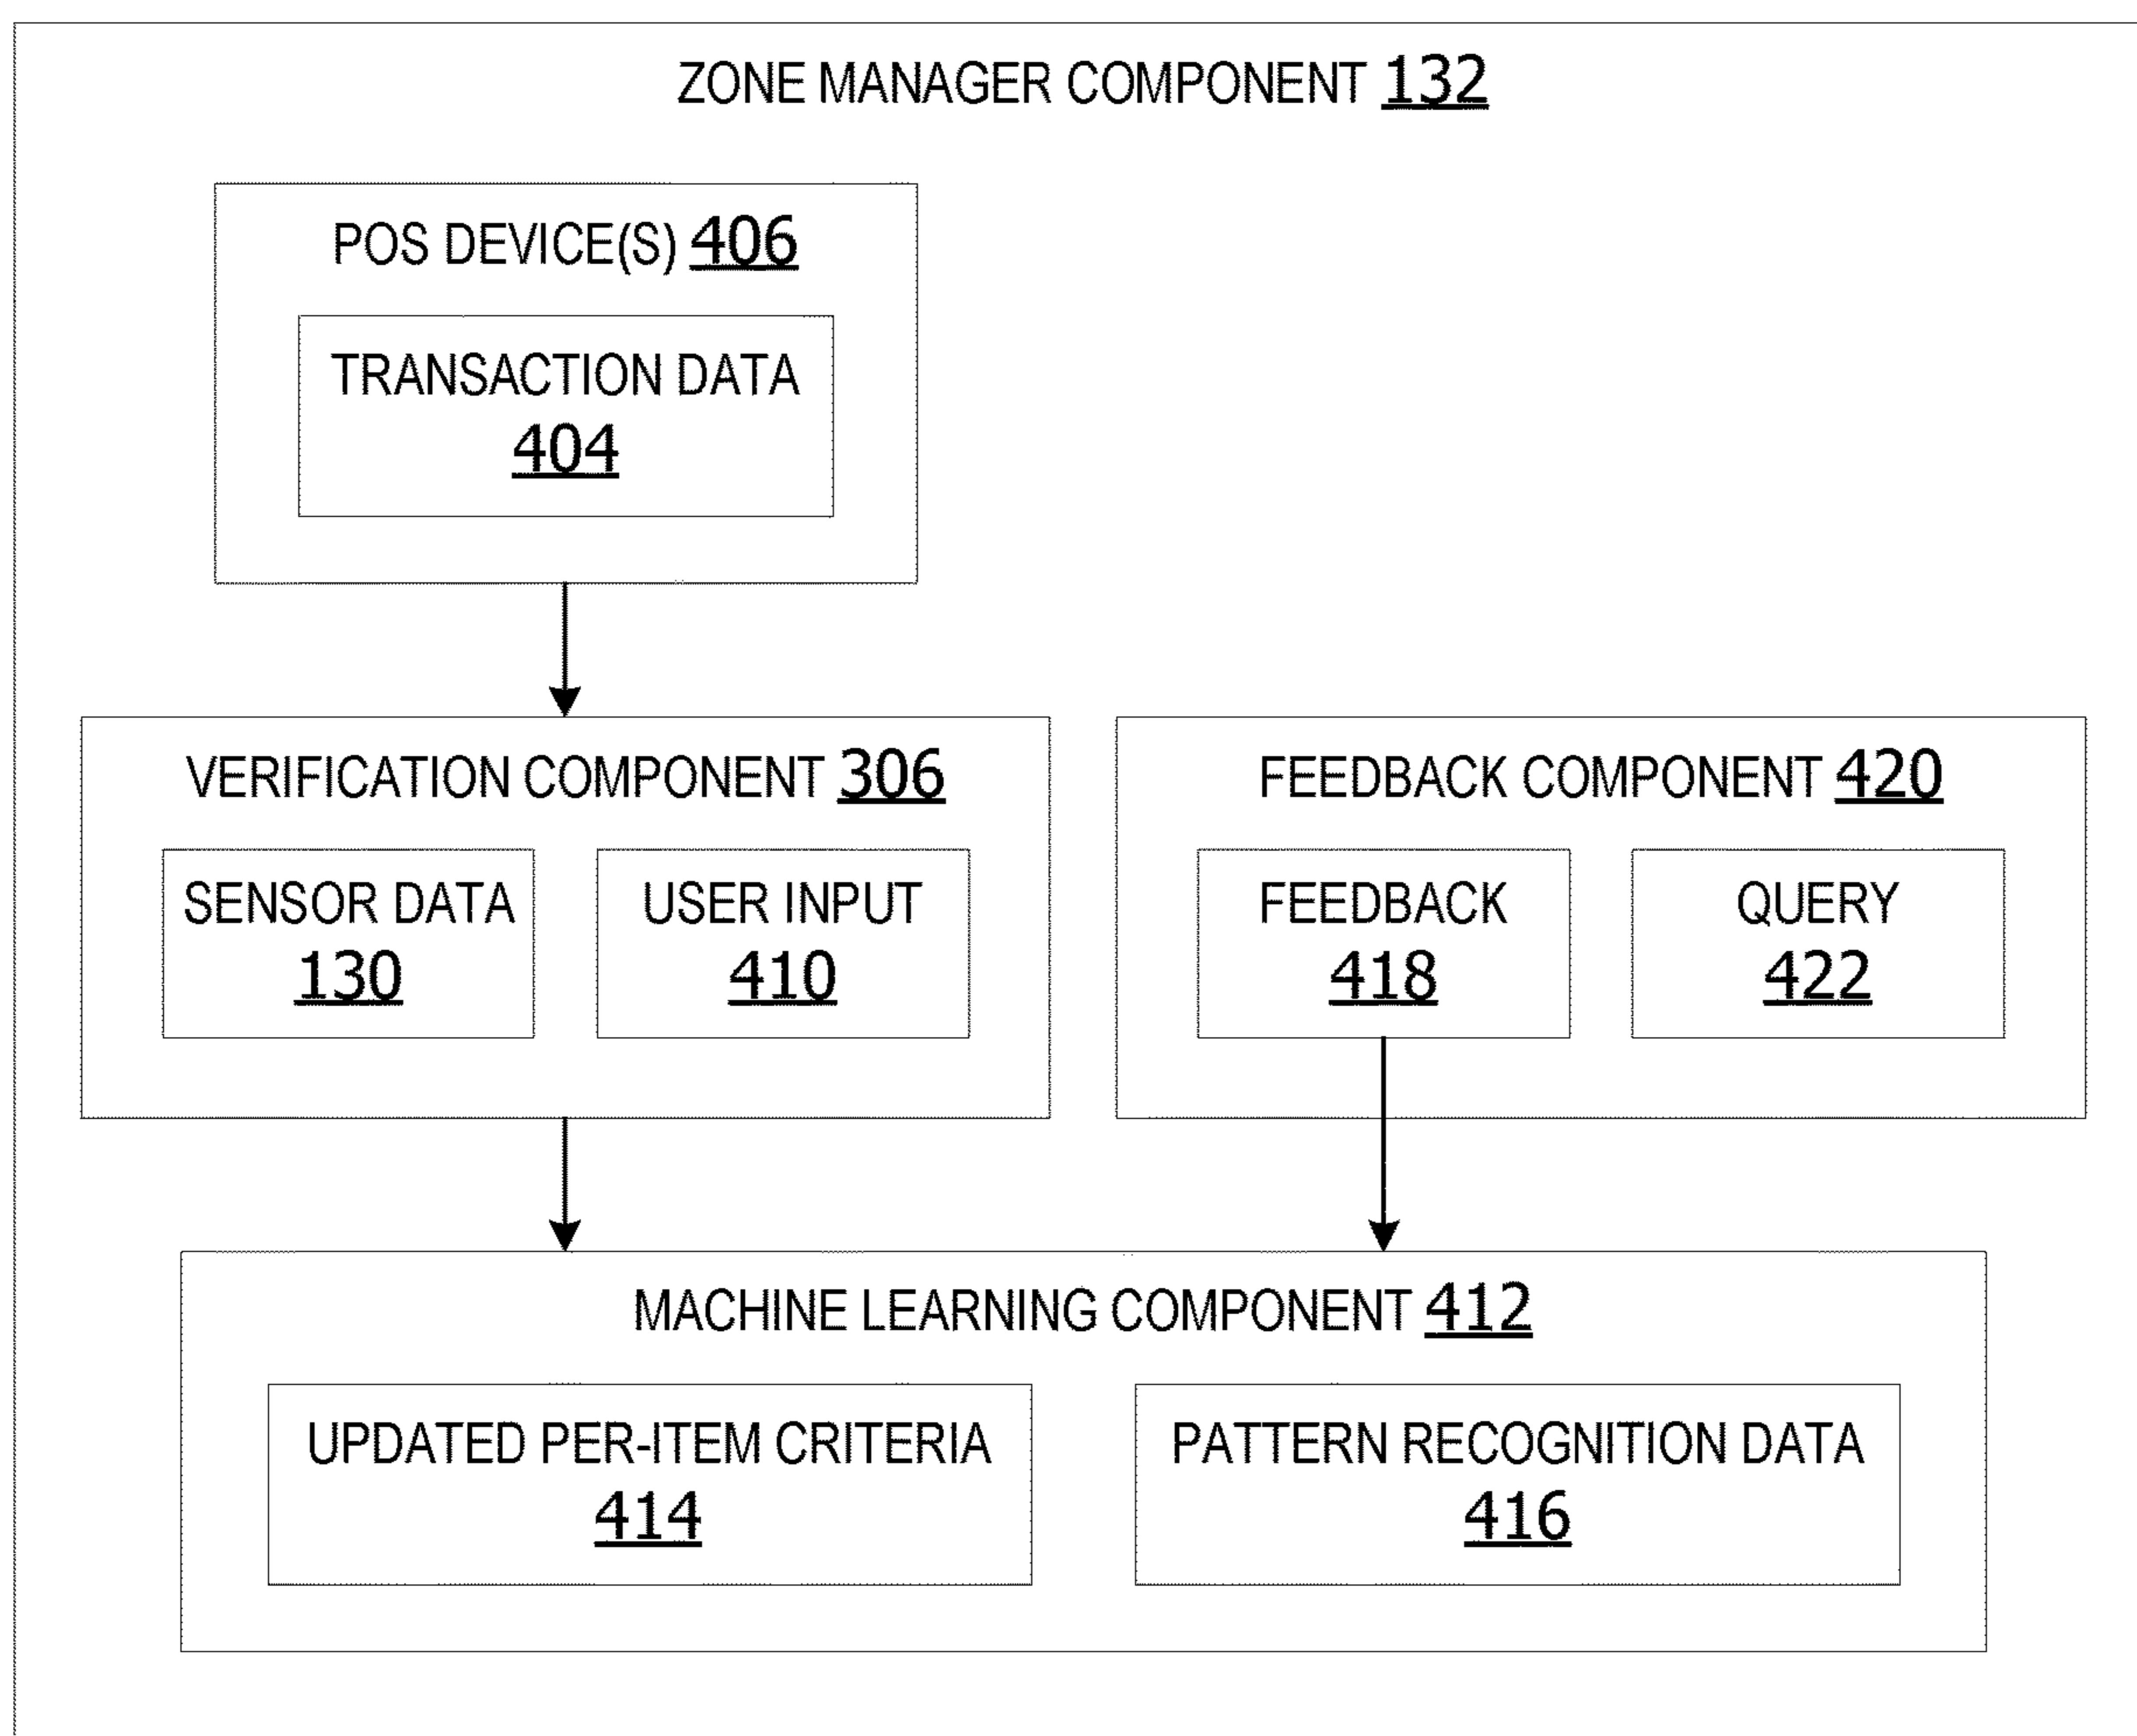 ZONE MANAGER COMPONENT 132
POS DEVICE(S) 406
TRANSACTION DATA
404
VERIFICATION COMPONENT 306
SENSOR DATA
130
USER INPUT
410
FEEDBACK COMPONENT 420
FEEDBACK
418
QUERY
422
MACHINE LEARNING COMPONENT 412
UPDATED PER-ITEM CRITERIA
414
PATTERN RECOGNITION DATA
416